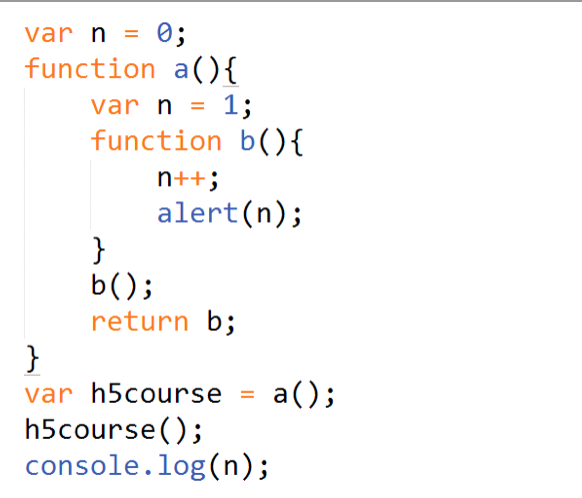 var n = 0;
function a(){
    var n = 1;
    function b(){
        n++;
        alert(n);
    }
    b();
    return b;
}
var h5course = a();
h5course();
console.log(n);